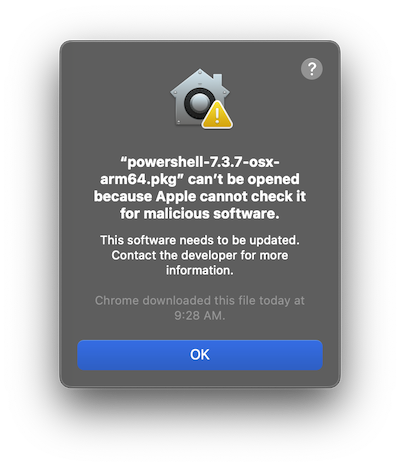 ?
“powershell-7.3.7-osx-
arm64.pkg” can’t be opened
because Apple cannot check it
for malicious software.
This software needs to be updated.
Contact the developer for more
information.
Chrome downloaded this file today at
9:28 AM.
OK